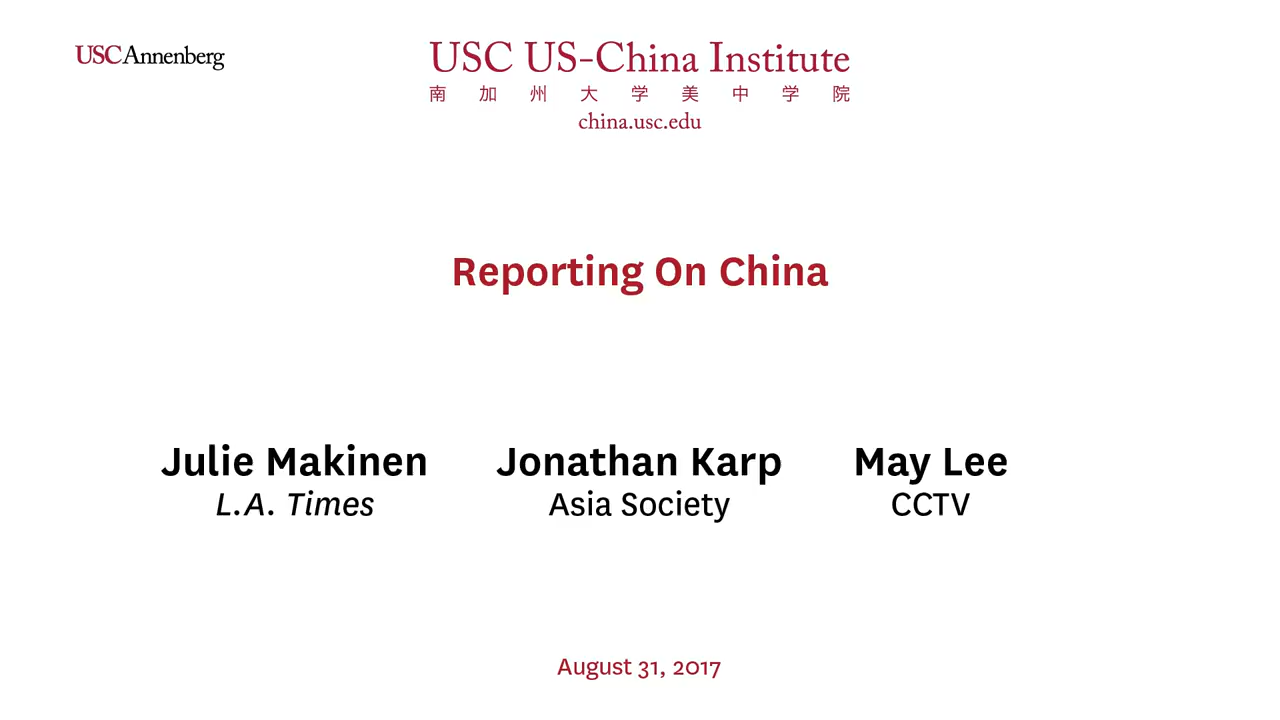 USC Annenberg
USC US-China Institute
南加州大学美中学院
china.usc.edu
Reporting On China
Julie Makinen Jonathan Karp May Lee
L.A. Times Asia Society CCTV
August 31, 2017